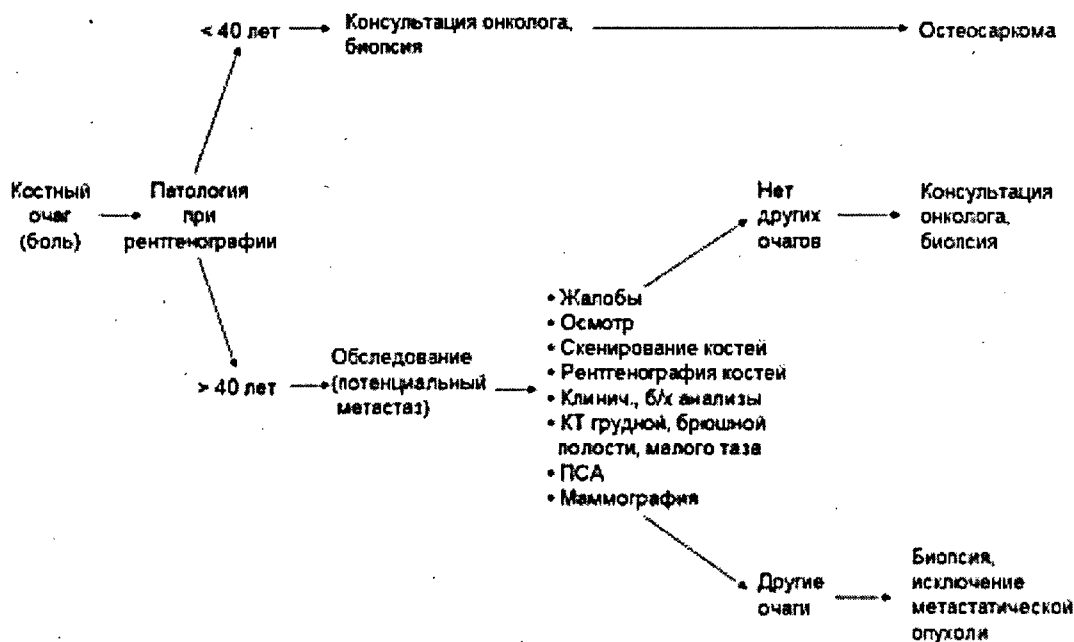 < 40 лет
Консультация онколога,
биопсия
Остеосаркома
Костный
очаг
(боль)
Патология
при
рентгенографии
Нет
других
очагов
Консультация
онколога,
биопсия
> 40 лет
Обследование
(потенциальный
метастаз)
• Жалобы
• Осмотр
• Скенирование костей
• Рентгенография костей
• Клинич., б/х анализы
• КТ грудной, брюшной
полости, малого таза
• ПСА
• Маммография
Другие
очаги
Биопсия,
исключение
метастатической
опухоли